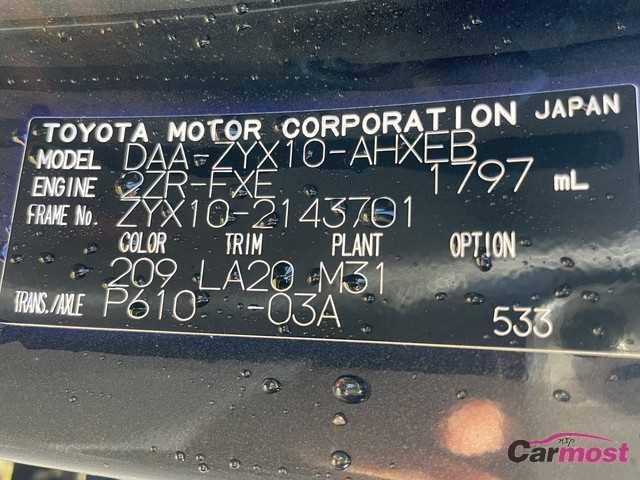 TOYOTA MOTOR CORPORATION JAPAN
MODEL DAA-ZYX10-AHXEB
ENGINE 2ZR-FXE 1797 mL
FRAME No. ZYX10-2143701
COLOR TRIM PLANT OPTION
209 LA20 M31
TRANS./AXLE P610 -03A 533
Carmost